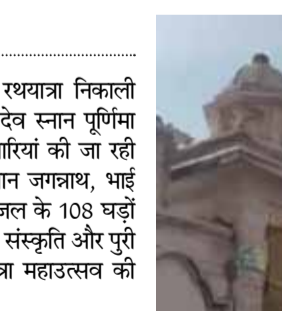 रथयात्रा निकाली
देव स्नान पूर्णिमा
की जा रही
जगन्नाथ, भाई
जल के 108 घड़ों
संस्कृति और पुरी
महाउत्सव की